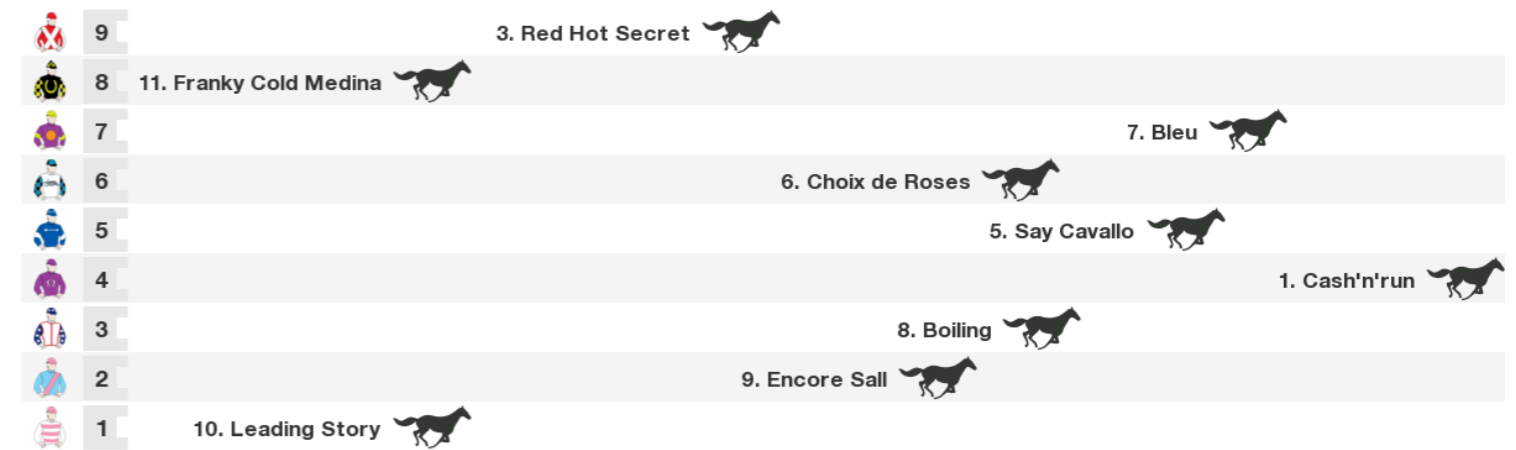 9 3. Red Hot Secret
8 11. Franky Cold Medina
7 7. Bleu
6 6. Choix de Roses
5 5. Say Cavallo
4 1. Cash'n'run
3 8. Boiling
2 9. Encore Sall
1 10. Leading Story